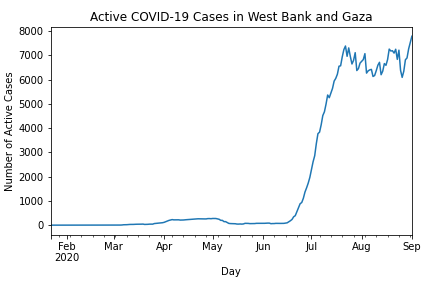 Active COVID-19 Cases in West Bank and Gaza
8000
7000
6000
5000
4000
3000
2000
1000
0
Number of Active Cases
Feb Mar Apr May Jun Jul Aug Sep
2020
Day